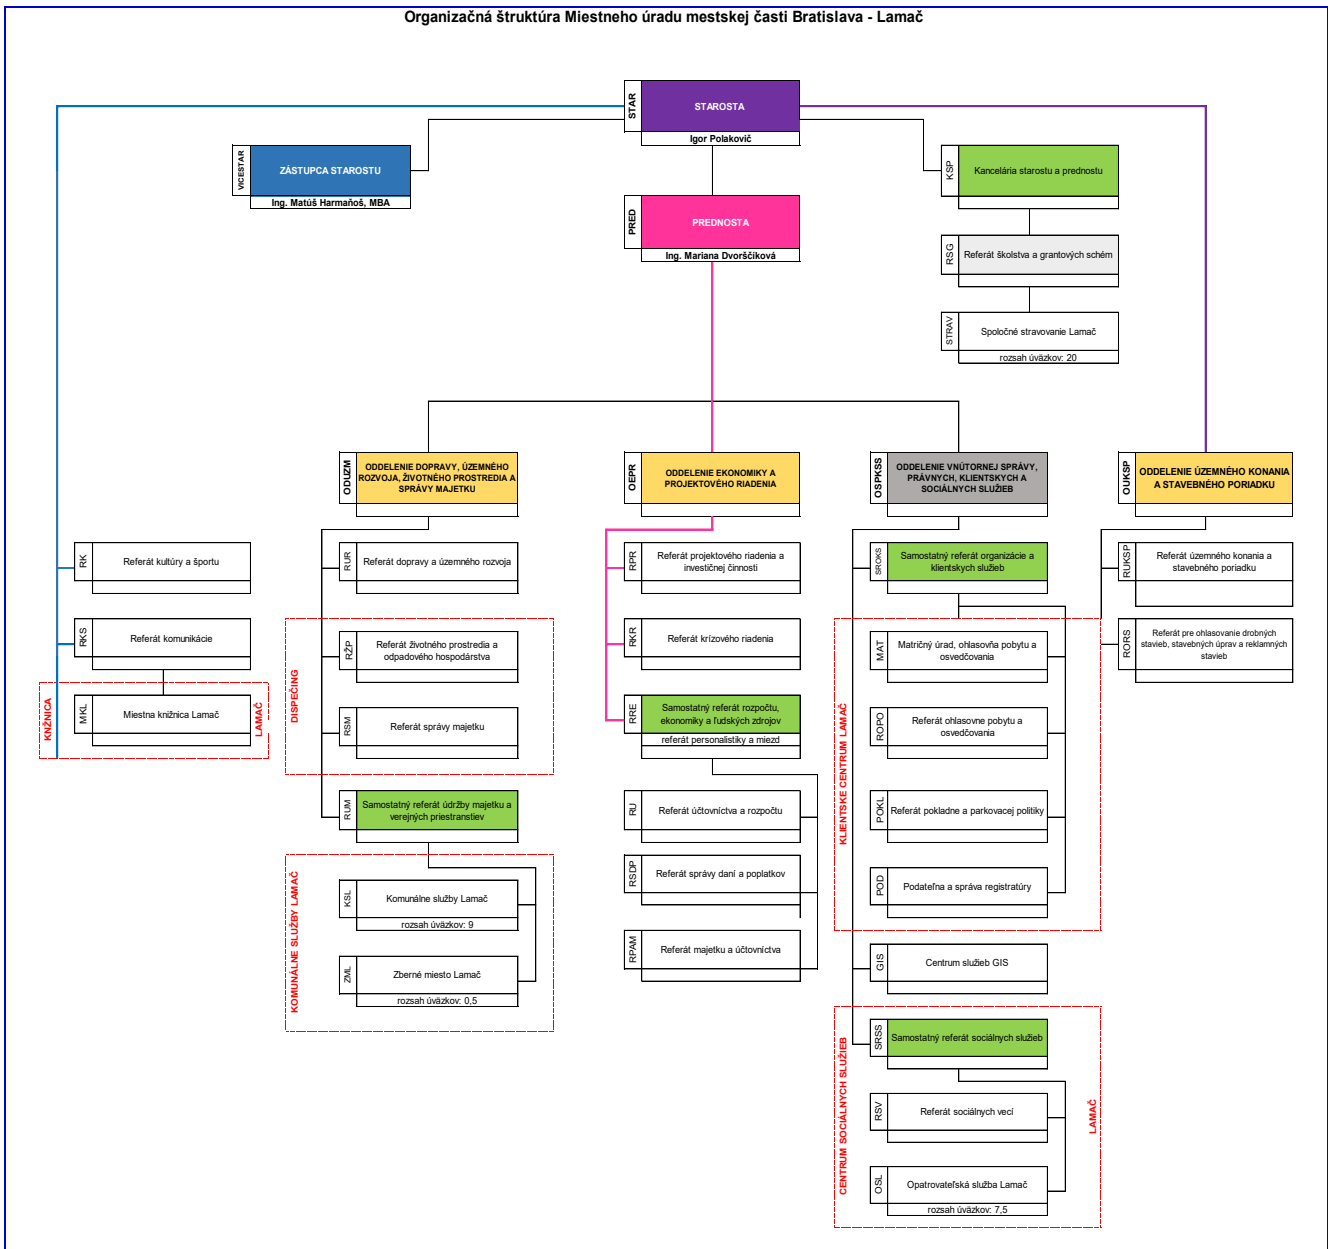 Organizačná štruktúra Miestneho úradu mestskej časti Bratislava - Lamač
STAR
STAROSTA
Igor Polakovič
VICESTAR
ZÁSTUPCA STAROSTU
Ing. Matúš Harmaňoš, MBA
KSP
Kancelária starostu a prednostu
PRED
PREDNOSTA
Ing. Mariana Dvorščíková
RSG
Referát školstva a grantových schém
STRAV
Spoločné stravovanie Lamač
rozsah úväzkov: 20
ODUZM
ODDELENIE DOPRAVY, ÚZEMNÉHO
ROZVOJA, ŽIVOTNÉHO PROSTREDIA A
SPRÁVY MAJETKU
OEPR
ODDELENIE EKONOMIKY A
PROJEKTOVÉHO RIADENIA
OSPKSS
ODDELENIE VNÚTORNEJ SPRÁVY,
PRÁVNYCH, KLIENTSKYCH A
SOCIÁLNYCH SLUŽIEB
OUKSP
ODDELENIE ÚZEMNÉHO KONANIA
A STAVEBNÉHO PORIADKU
RK
Referát kultúry a športu
RKS
Referát komunikácie
KNŽNICA
MKL
Miestna knižnica Lamač
LAMAČ
RUR
Referát dopravy a územného rozvoja
DISPEČING
RŽP
Referát životného prostredia a
odpadového hospodárstva
RSM
Referát správy majetku
RUM
Samostatný referát údržby majetku a
verejných priestranstiev
KOMUNÁLNE SLUŽBY LAMAČ
KSL
Komunálne služby Lamač
rozsah úväzkov: 9
ZML
Zberné miesto Lamač
rozsah úväzkov: 0,5
RPR
Referát projektového riadenia a
investičnej činnosti
RKR
Referát krízového riadenia
RRE
Samostatný referát rozpočtu,
ekonomiky a ľudských zdrojov
referát personalistiky a miezd
RU
Referát účtovníctva a rozpočtu
RSDP
Referát správy daní a poplatkov
RPAM
Referát majetku a účtovníctva
SROKS
Samostatný referát organizácie a
klientskych služieb
KLIENTSKE CENTRUM LAMAČ
MAT
Matričný úrad, ohlasovňa pobytu a
osvedčovania
ROPO
Referát ohlasovne pobytu a
osvedčovania
POKL
Referát pokladne a parkovacej politiky
POD
Podateľna a správa registratúry
GIS
Centrum služieb GIS
CENTRUM SOCIÁLNYCH SLUŽIEB
SRSS
Samostatný referát sociálnych služieb
RSV
Referát sociálnych vecí
LAMAČ
OSL
Opatrovateľská služba Lamač
rozsah úväzkov: 7,5
RUKSP
Referát územného konania a
stavebného poriadku
RORS
Referát pre ohlasovanie drobných
stavieb, stavebných úprav a reklamných
stavieb